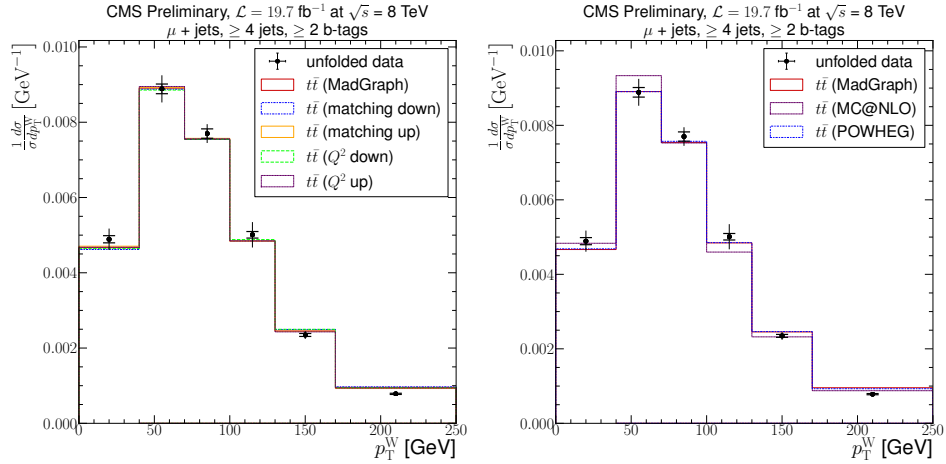 CMS Preliminary, ℒ = 19.7 fb⁻¹ at √s = 8 TeV
μ + jets, ≥ 4 jets, ≥ 2 b-tags
0.010
0.008
0.006
0.004
0.002
0.000
1/σ dσ/dp_T^W [GeV⁻¹]
unfolded data
tt̄ (MadGraph)
tt̄ (matching down)
tt̄ (matching up)
tt̄ (Q² down)
tt̄ (Q² up)
0 50 100 150 200 250
p_T^W [GeV]
CMS Preliminary, ℒ = 19.7 fb⁻¹ at √s = 8 TeV
μ + jets, ≥ 4 jets, ≥ 2 b-tags
0.010
0.008
0.006
0.004
0.002
0.000
1/σ dσ/dp_T^W [GeV⁻¹]
unfolded data
tt̄ (MadGraph)
tt̄ (MC@NLO)
tt̄ (POWHEG)
0 50 100 150 200 250
p_T^W [GeV]